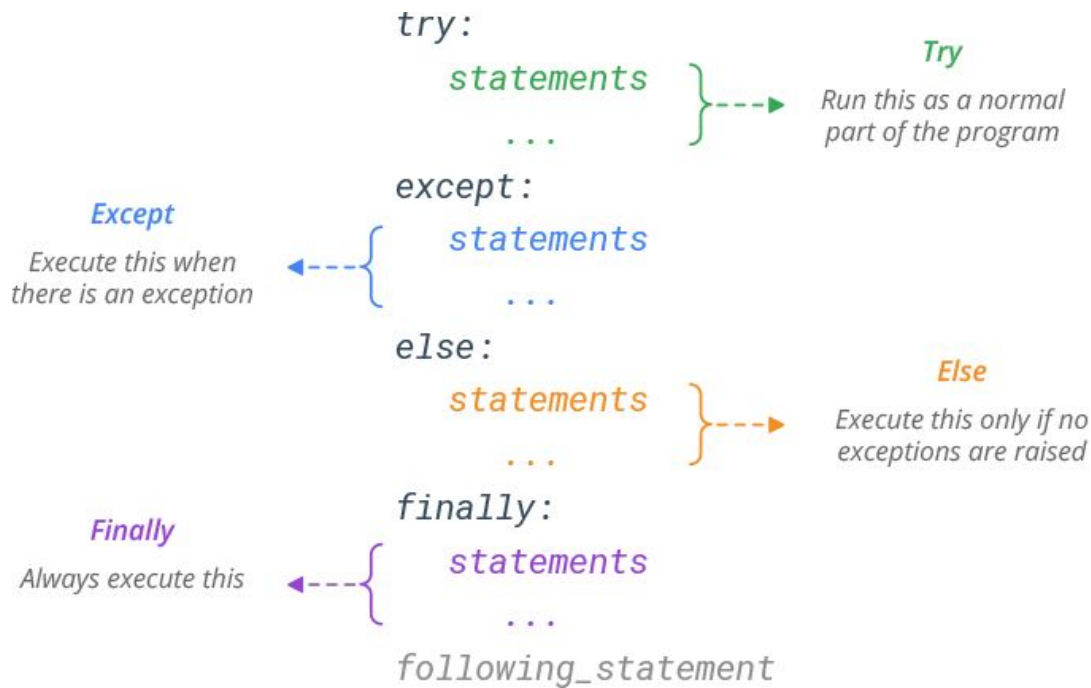 try:
Try
statements
Run this as a normal
part of the program
...
except:
Except
statements
Execute this when
there is an exception
...
else:
Else
statements
Execute this only if no
exceptions are raised
...
finally:
Finally
statements
Always execute this
...
following_statement